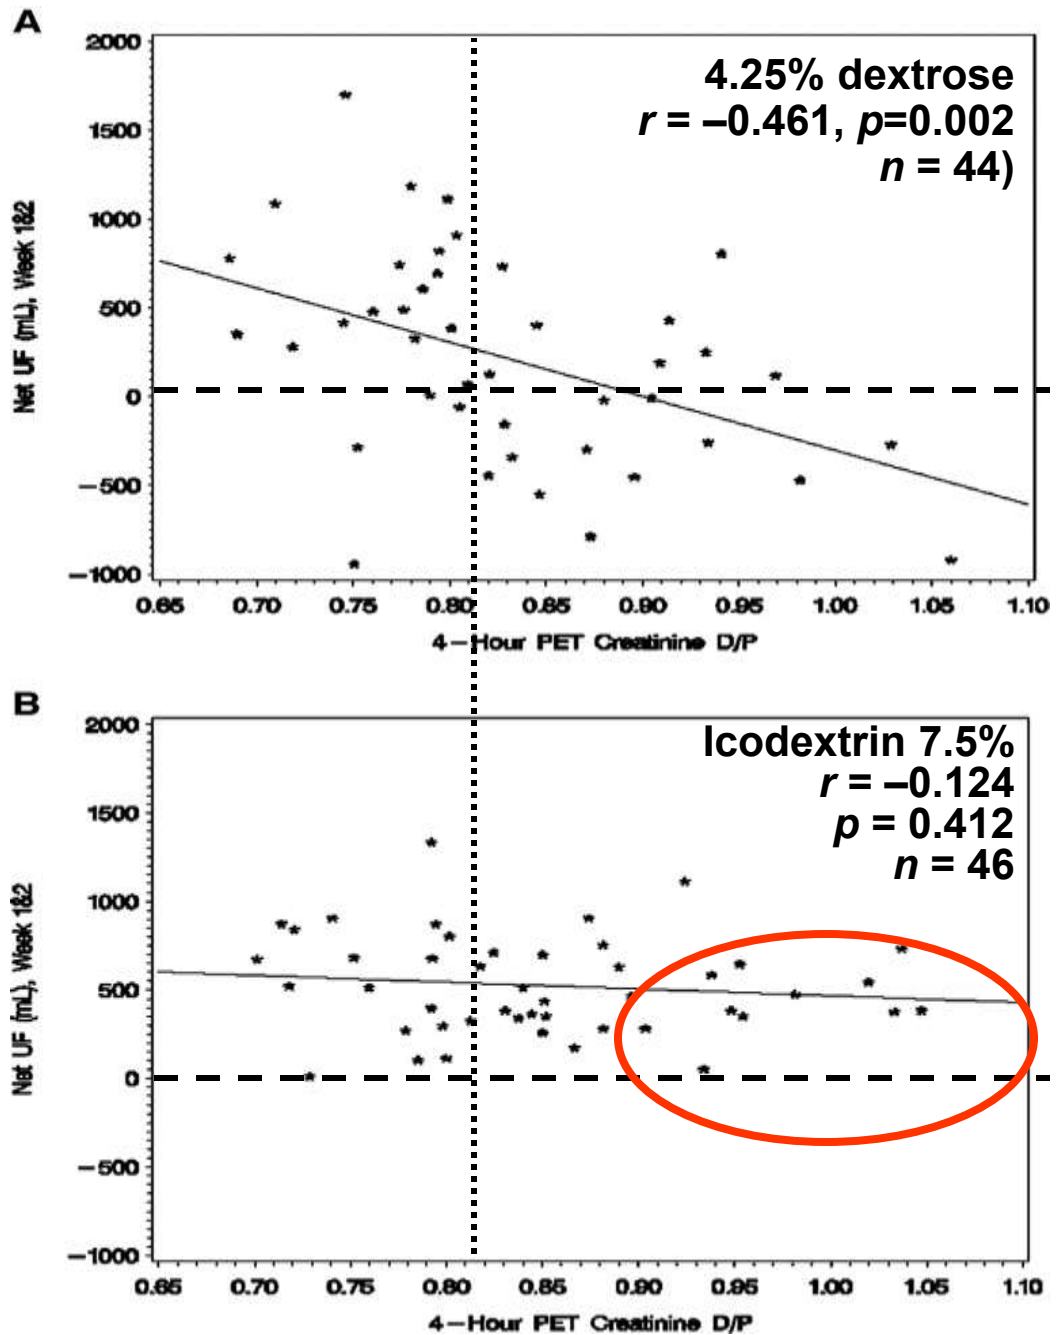 A
4.25% dextrose
r = –0.461, p=0.002
n = 44)
Net UF (mL), Week 1&2
2000
1500
1000
500
0
−500
−1000
0.65 0.70 0.75 0.80 0.85 0.90 0.95 1.00 1.05 1.10
4−Hour PET Creatinine D/P
B
Icodextrin 7.5%
r = –0.124
p = 0.412
n = 46
Net UF (mL), Week 1&2
2000
1500
1000
500
0
−500
−1000
0.65 0.70 0.75 0.80 0.85 0.90 0.95 1.00 1.05 1.10
4−Hour PET Creatinine D/P